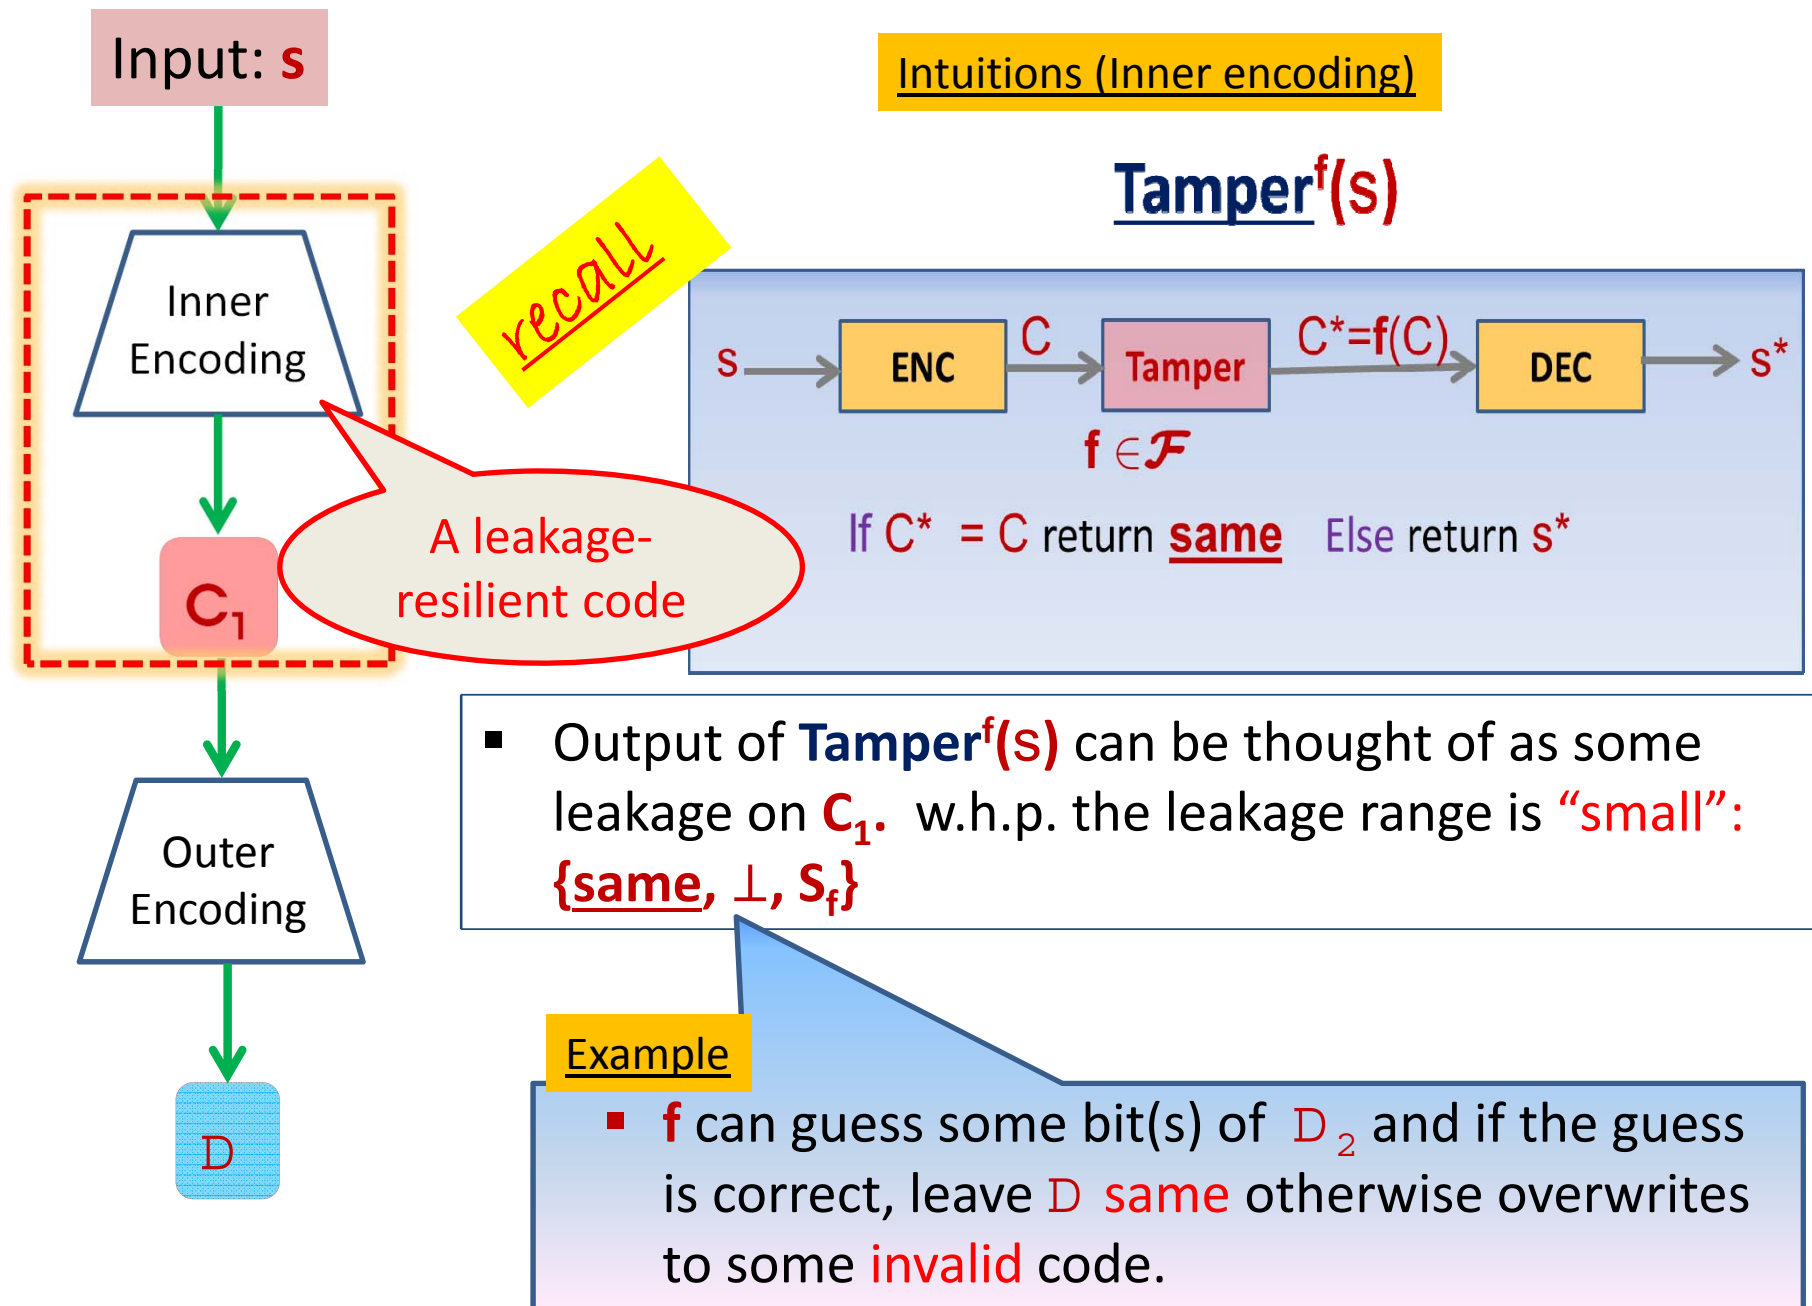 Input: s
Intuitions (Inner encoding)
Tamperᶠ(s)
recall
Inner
Encoding
s
ENC
C
Tamper
C*=f(C)
DEC
s*
f ∈ 𝓕
If C* = C return same Else return s*
A leakage-
resilient code
C₁
▪ Output of Tamperᶠ(s) can be thought of as some
leakage on C₁. w.h.p. the leakage range is “small”:
{same, ⊥, S_f}
Outer
Encoding
Example
▪ f can guess some bit(s) of D₂ and if the guess
is correct, leave D same otherwise overwrites
to some invalid code.
D